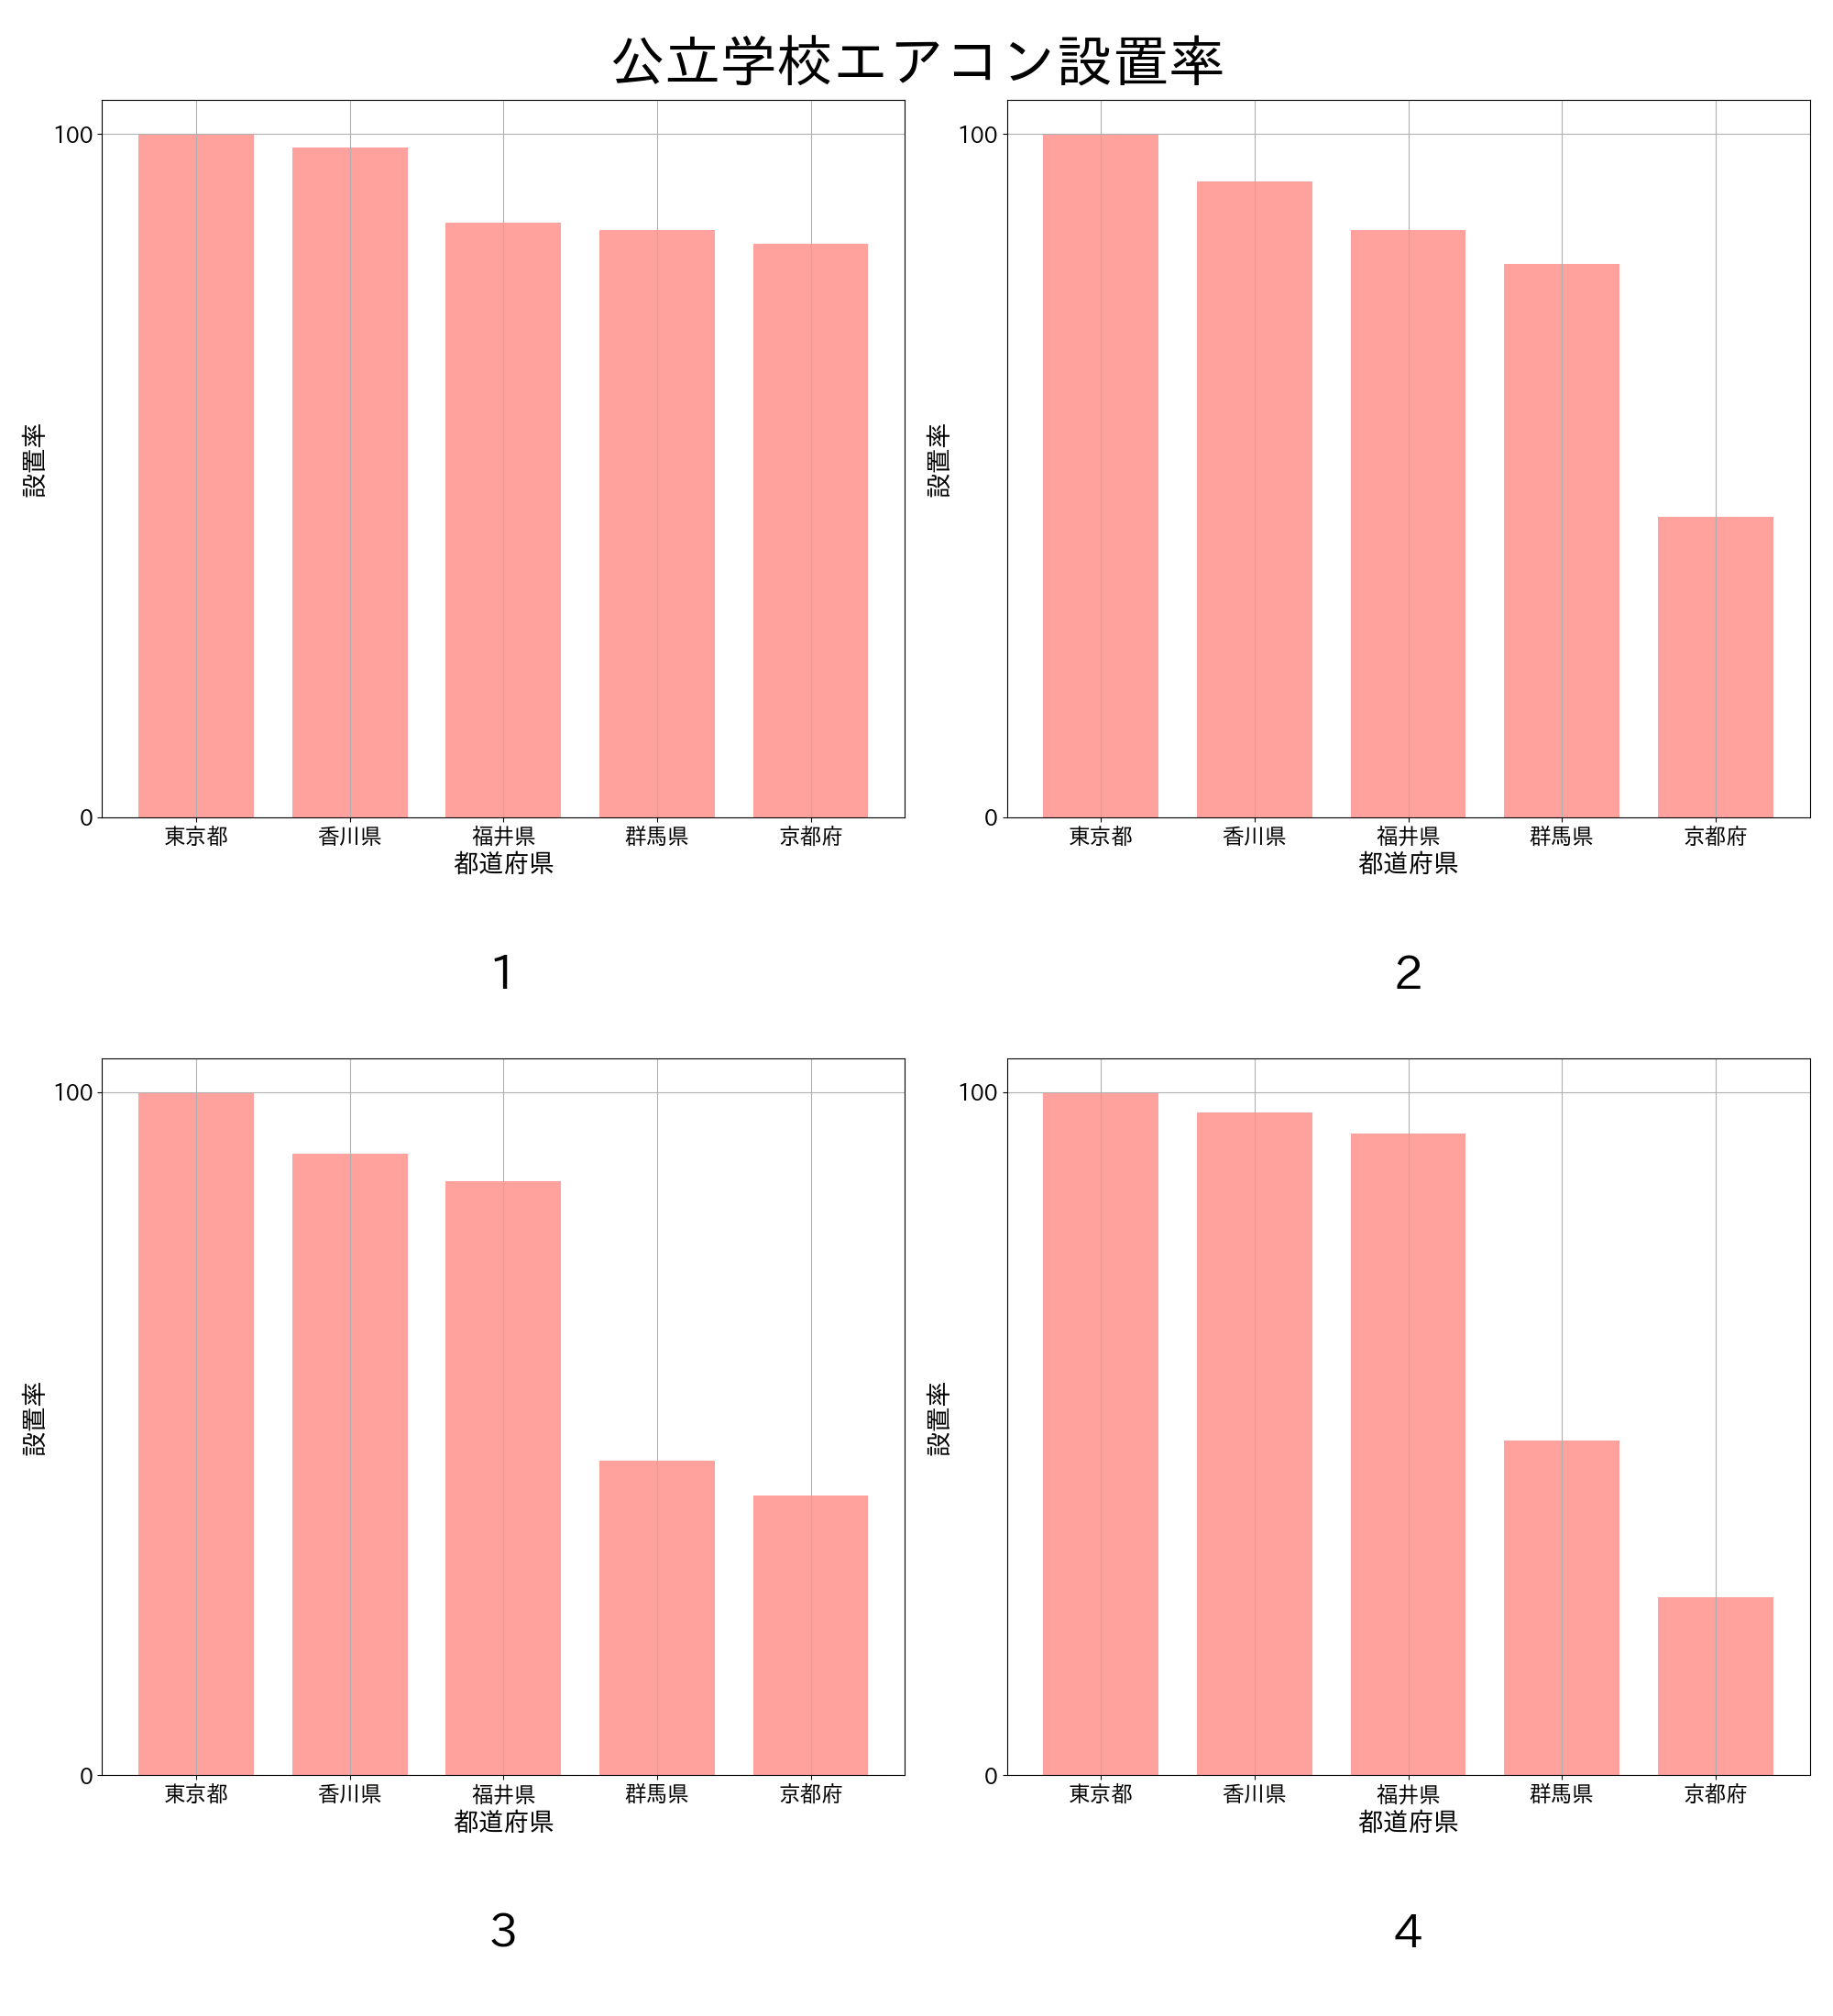 公立学校エアコン設置率
100
0
設置率
東京都 香川県 福井県 群馬県 京都府
都道府県
1
100
0
設置率
東京都 香川県 福井県 群馬県 京都府
都道府県
2
100
0
設置率
東京都 香川県 福井県 群馬県 京都府
都道府県
3
100
0
設置率
東京都 香川県 福井県 群馬県 京都府
都道府県
4